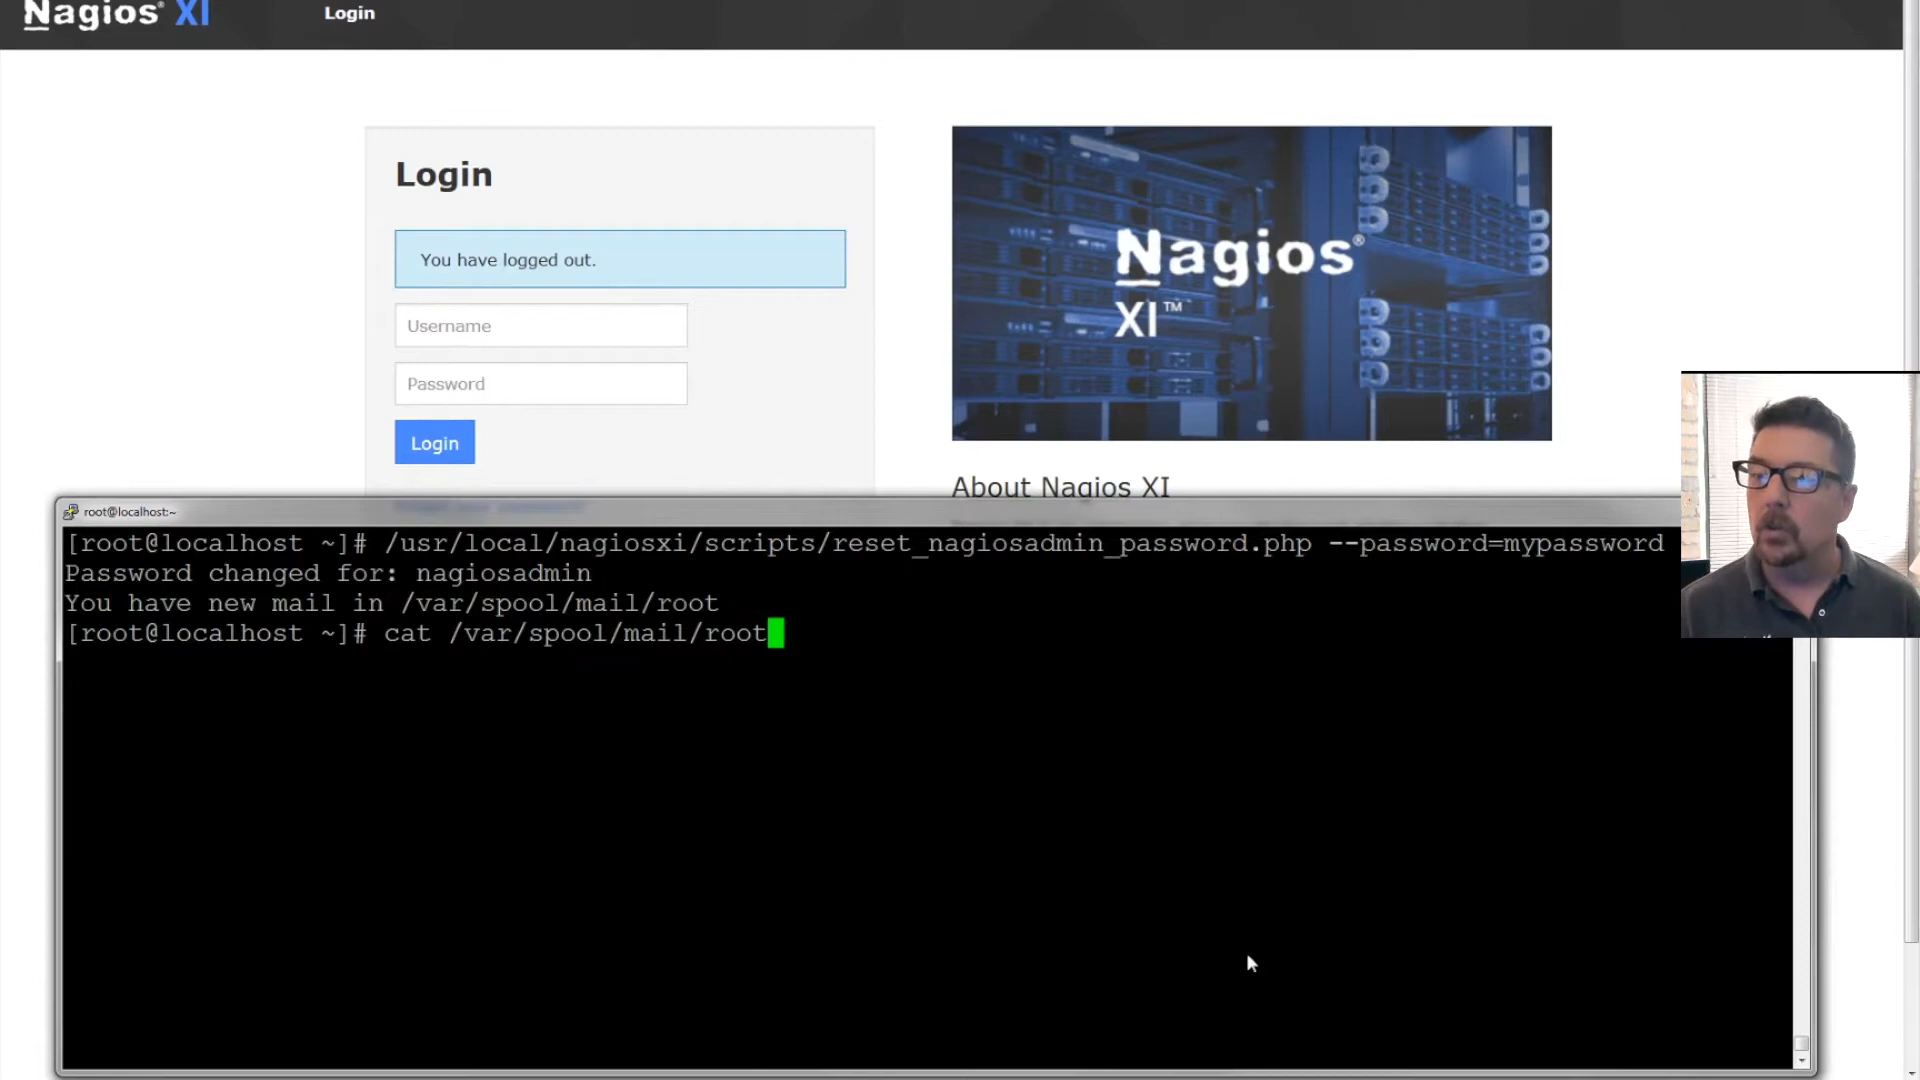 Nagios® XI
Login
Login
You have logged out.
Username
Password
Login
Nagios®
XI™
About Nagios XI
root@localhost:~
[root@localhost ~]# /usr/local/nagiosxi/scripts/reset_nagiosadmin_password.php --password=mypassword
Password changed for: nagiosadmin
You have new mail in /var/spool/mail/root
[root@localhost ~]# cat /var/spool/mail/root